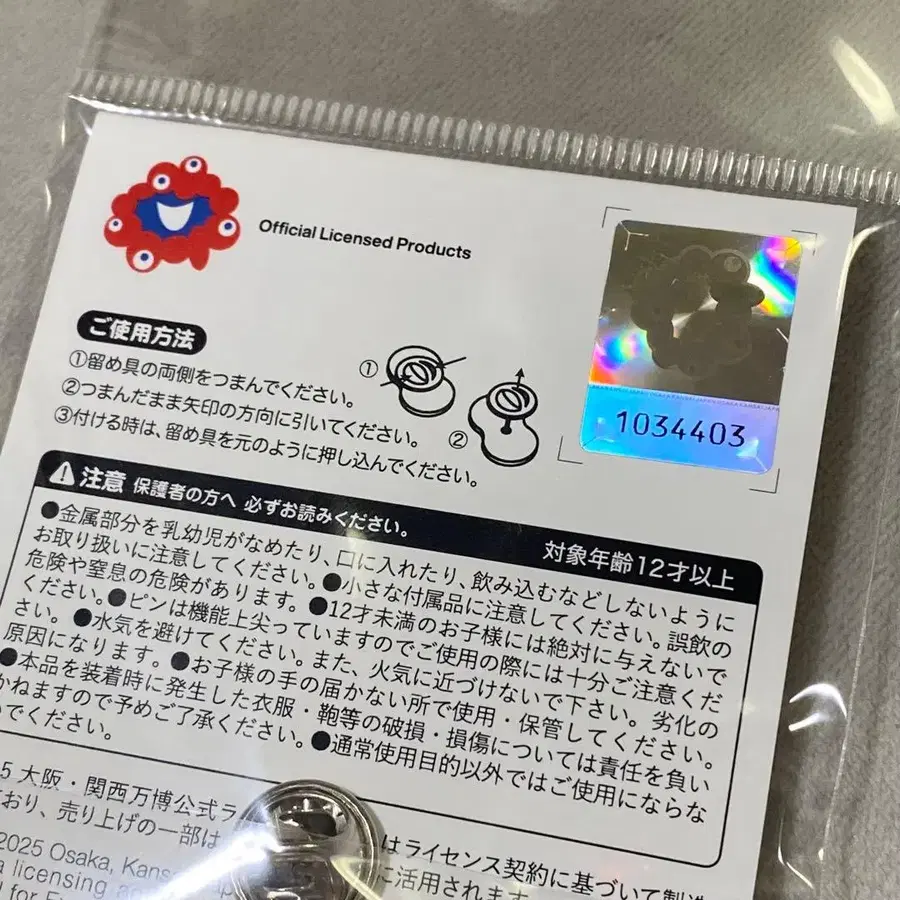 Official Licensed Products
1034403
ご使用方法
①留め具の両側をつまんでください。
②つまんだまま矢印の方向に引いてください。
③付ける時は、留め具を元のように押し込んでください。
①
②
注意 保護者の方へ 必ずお読みください。
対象年齢12才以上
●金属部分を乳幼児がなめたり、口に入れたり、飲み込むなどしないように
お取り扱いに注意してください。●小さな付属品に注意してください。誤飲の
危険や窒息の危険があります。●12才未満のお子様には絶対に与えないで
ください。●ピンは機能上尖っていますのでご使用の際には十分ご注意くだ
さい。●水気を避けてください。また、火気に近づけないで下さい。劣化の
原因になります。●お子様の手の届かない所で使用・保管してください。
●本品を装着時に発生した衣服・鞄等の破損・損傷については責任を負い
かねますので予めご了承ください。●通常使用目的以外ではご使用にならな
いでください。
5 大阪・関西万博公式ラ
はライセンス契約に基づいて製造
おり、売り上げの一部は
に活用されます
2025 Osaka, Kansa
a licensing ag
for